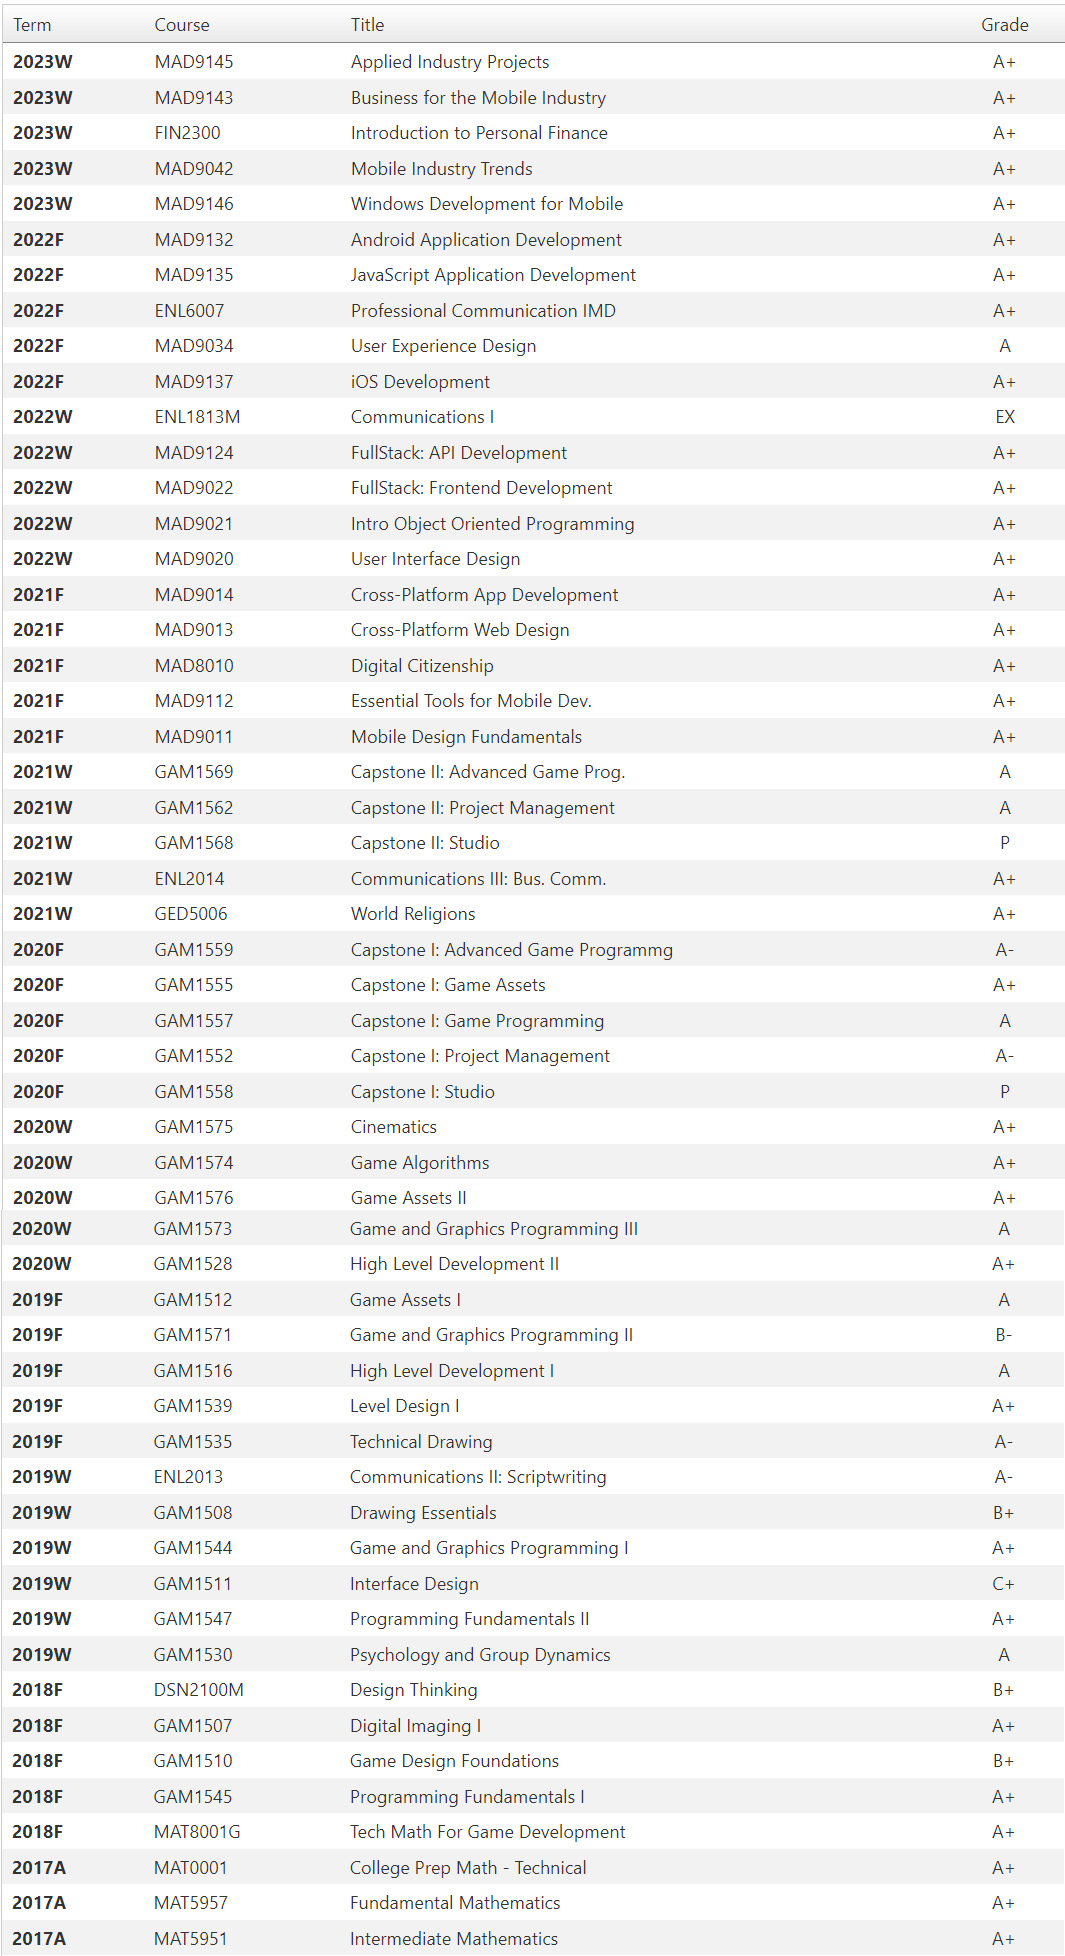 Term Course Title Grade
2023W MAD9145 Applied Industry Projects A+
2023W MAD9143 Business for the Mobile Industry A+
2023W FIN2300 Introduction to Personal Finance A+
2023W MAD9042 Mobile Industry Trends A+
2023W MAD9146 Windows Development for Mobile A+
2022F MAD9132 Android Application Development A+
2022F MAD9135 JavaScript Application Development A+
2022F ENL6007 Professional Communication IMD A+
2022F MAD9034 User Experience Design A
2022F MAD9137 iOS Development A+
2022W ENL1813M Communications I EX
2022W MAD9124 FullStack: API Development A+
2022W MAD9022 FullStack: Frontend Development A+
2022W MAD9021 Intro Object Oriented Programming A+
2022W MAD9020 User Interface Design A+
2021F MAD9014 Cross-Platform App Development A+
2021F MAD9013 Cross-Platform Web Design A+
2021F MAD8010 Digital Citizenship A+
2021F MAD9112 Essential Tools for Mobile Dev. A+
2021F MAD9011 Mobile Design Fundamentals A+
2021W GAM1569 Capstone II: Advanced Game Prog. A
2021W GAM1562 Capstone II: Project Management A
2021W GAM1568 Capstone II: Studio P
2021W ENL2014 Communications III: Bus. Comm. A+
2021W GED5006 World Religions A+
2020F GAM1559 Capstone I: Advanced Game Programmg A-
2020F GAM1555 Capstone I: Game Assets A+
2020F GAM1557 Capstone I: Game Programming A
2020F GAM1552 Capstone I: Project Management A-
2020F GAM1558 Capstone I: Studio P
2020W GAM1575 Cinematics A+
2020W GAM1574 Game Algorithms A+
2020W GAM1576 Game Assets II A+
2020W GAM1573 Game and Graphics Programming III A
2020W GAM1528 High Level Development II A+
2019F GAM1512 Game Assets I A
2019F GAM1571 Game and Graphics Programming II B-
2019F GAM1516 High Level Development I A
2019F GAM1539 Level Design I A+
2019F GAM1535 Technical Drawing A-
2019W ENL2013 Communications II: Scriptwriting A-
2019W GAM1508 Drawing Essentials B+
2019W GAM1544 Game and Graphics Programming I A+
2019W GAM1511 Interface Design C+
2019W GAM1547 Programming Fundamentals II A+
2019W GAM1530 Psychology and Group Dynamics A
2018F DSN2100M Design Thinking B+
2018F GAM1507 Digital Imaging I A+
2018F GAM1510 Game Design Foundations B+
2018F GAM1545 Programming Fundamentals I A+
2018F MAT8001G Tech Math For Game Development A+
2017A MAT0001 College Prep Math - Technical A+
2017A MAT5957 Fundamental Mathematics A+
2017A MAT5951 Intermediate Mathematics A+